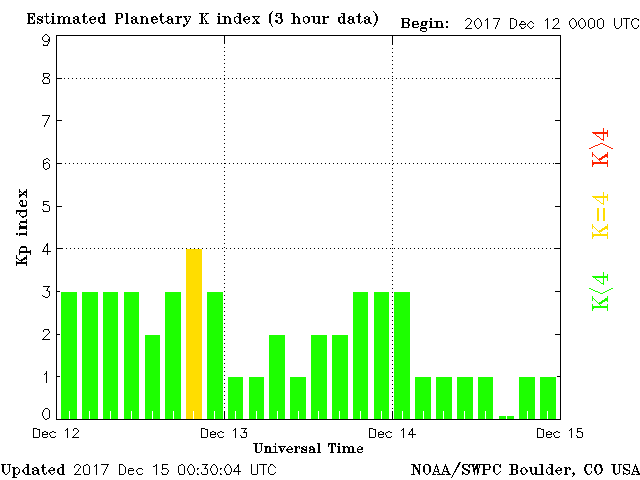 Estimated Planetary K index (3 hour data) Begin: 2017 Dec 12 0000 UTC
9
8
7
6
5
4
3
2
1
0
Kp index
K>4
K=4
K<4
Dec 12 Dec 13 Dec 14 Dec 15
Universal Time
Updated 2017 Dec 15 00:30:04 UTC NOAA/SWPC Boulder, CO USA